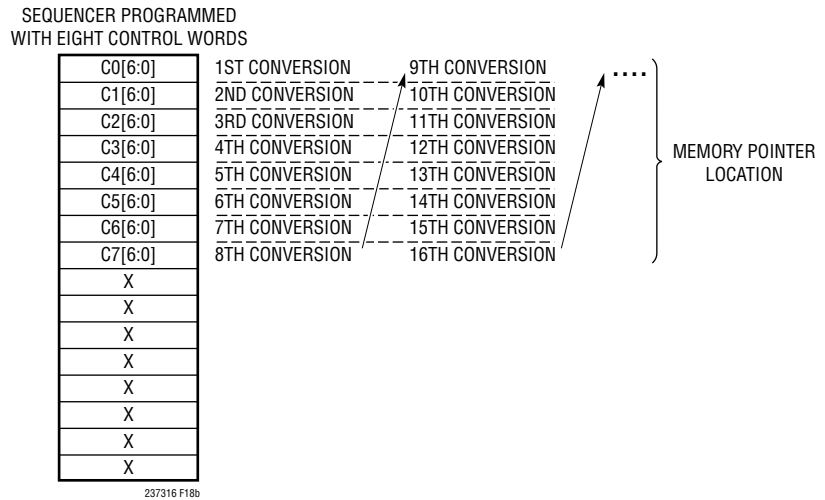 SEQUENCER PROGRAMMED
WITH EIGHT CONTROL WORDS
C0[6:0] 1ST CONVERSION 9TH CONVERSION ....
C1[6:0] 2ND CONVERSION 10TH CONVERSION
C2[6:0] 3RD CONVERSION 11TH CONVERSION
C3[6:0] 4TH CONVERSION 12TH CONVERSION
C4[6:0] 5TH CONVERSION 13TH CONVERSION
C5[6:0] 6TH CONVERSION 14TH CONVERSION
C6[6:0] 7TH CONVERSION 15TH CONVERSION
C7[6:0] 8TH CONVERSION 16TH CONVERSION
X
X
X
X
X
X
X
X
MEMORY POINTER
LOCATION
237316 F18b